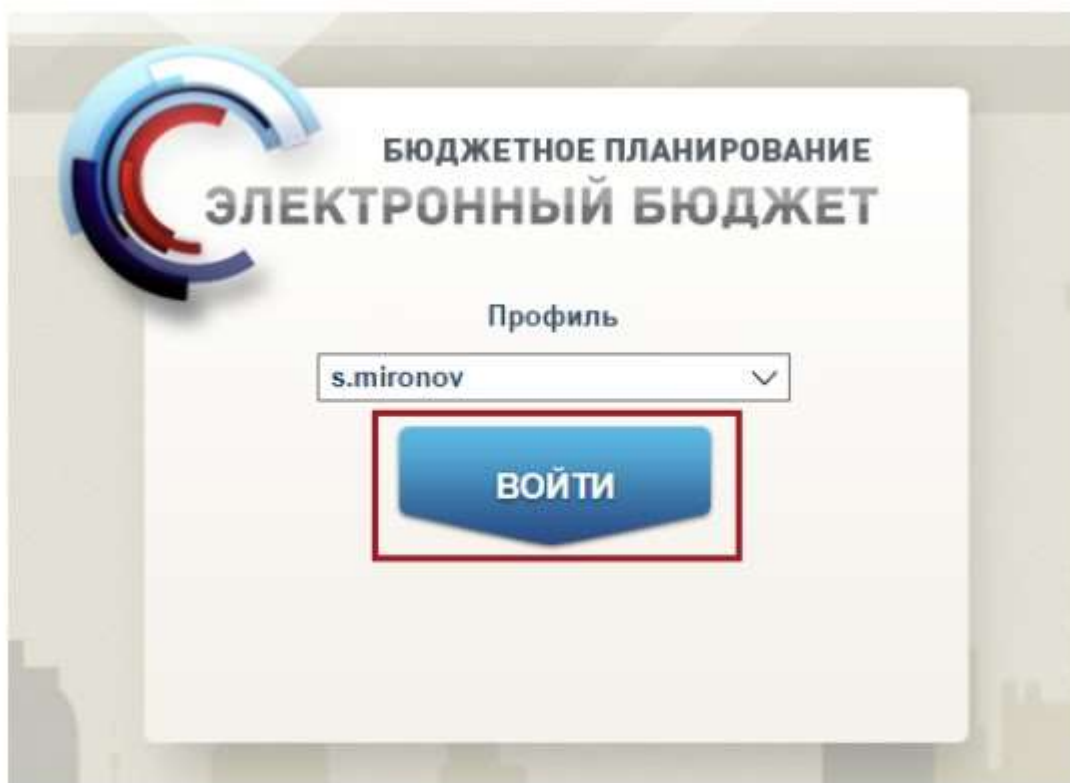 БЮДЖЕТНОЕ ПЛАНИРОВАНИЕ
ЭЛЕКТРОННЫЙ БЮДЖЕТ
Профиль
s.mironov
ВОЙТИ